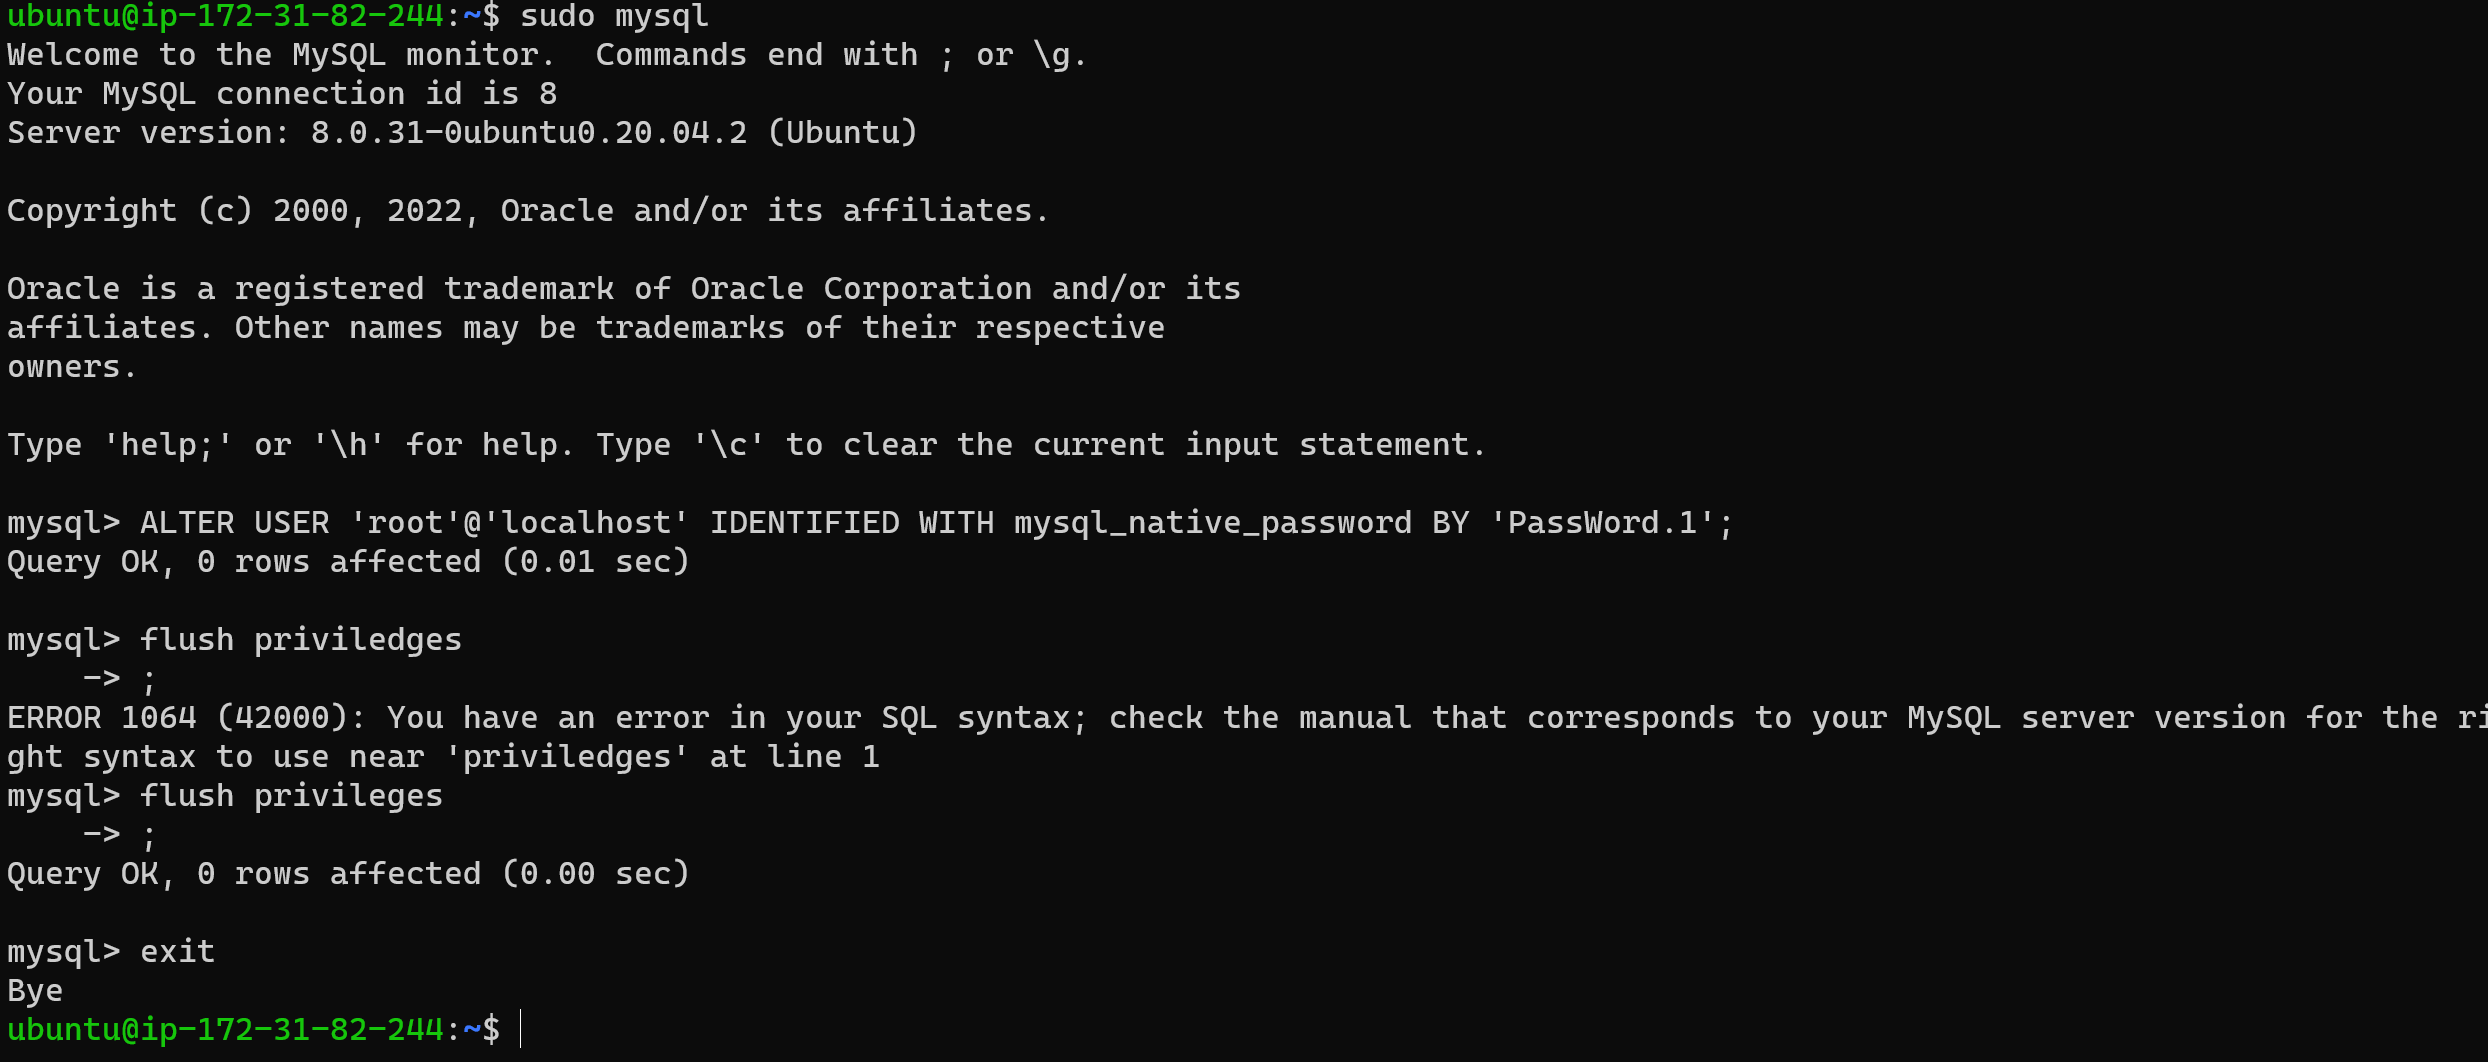 ubuntu@ip-172-31-82-244:~$ sudo mysql
Welcome to the MySQL monitor.  Commands end with ; or \g.
Your MySQL connection id is 8
Server version: 8.0.31-0ubuntu0.20.04.2 (Ubuntu)
Copyright (c) 2000, 2022, Oracle and/or its affiliates.
Oracle is a registered trademark of Oracle Corporation and/or its
affiliates. Other names may be trademarks of their respective
owners.
Type 'help;' or '\h' for help. Type '\c' to clear the current input statement.
mysql> ALTER USER 'root'@'localhost' IDENTIFIED WITH mysql_native_password BY 'PassWord.1';
Query OK, 0 rows affected (0.01 sec)
mysql> flush priviledges
    -> ;
ERROR 1064 (42000): You have an error in your SQL syntax; check the manual that corresponds to your MySQL server version for the ri
ght syntax to use near 'priviledges' at line 1
mysql> flush privileges
    -> ;
Query OK, 0 rows affected (0.00 sec)
mysql> exit
Bye
ubuntu@ip-172-31-82-244:~$